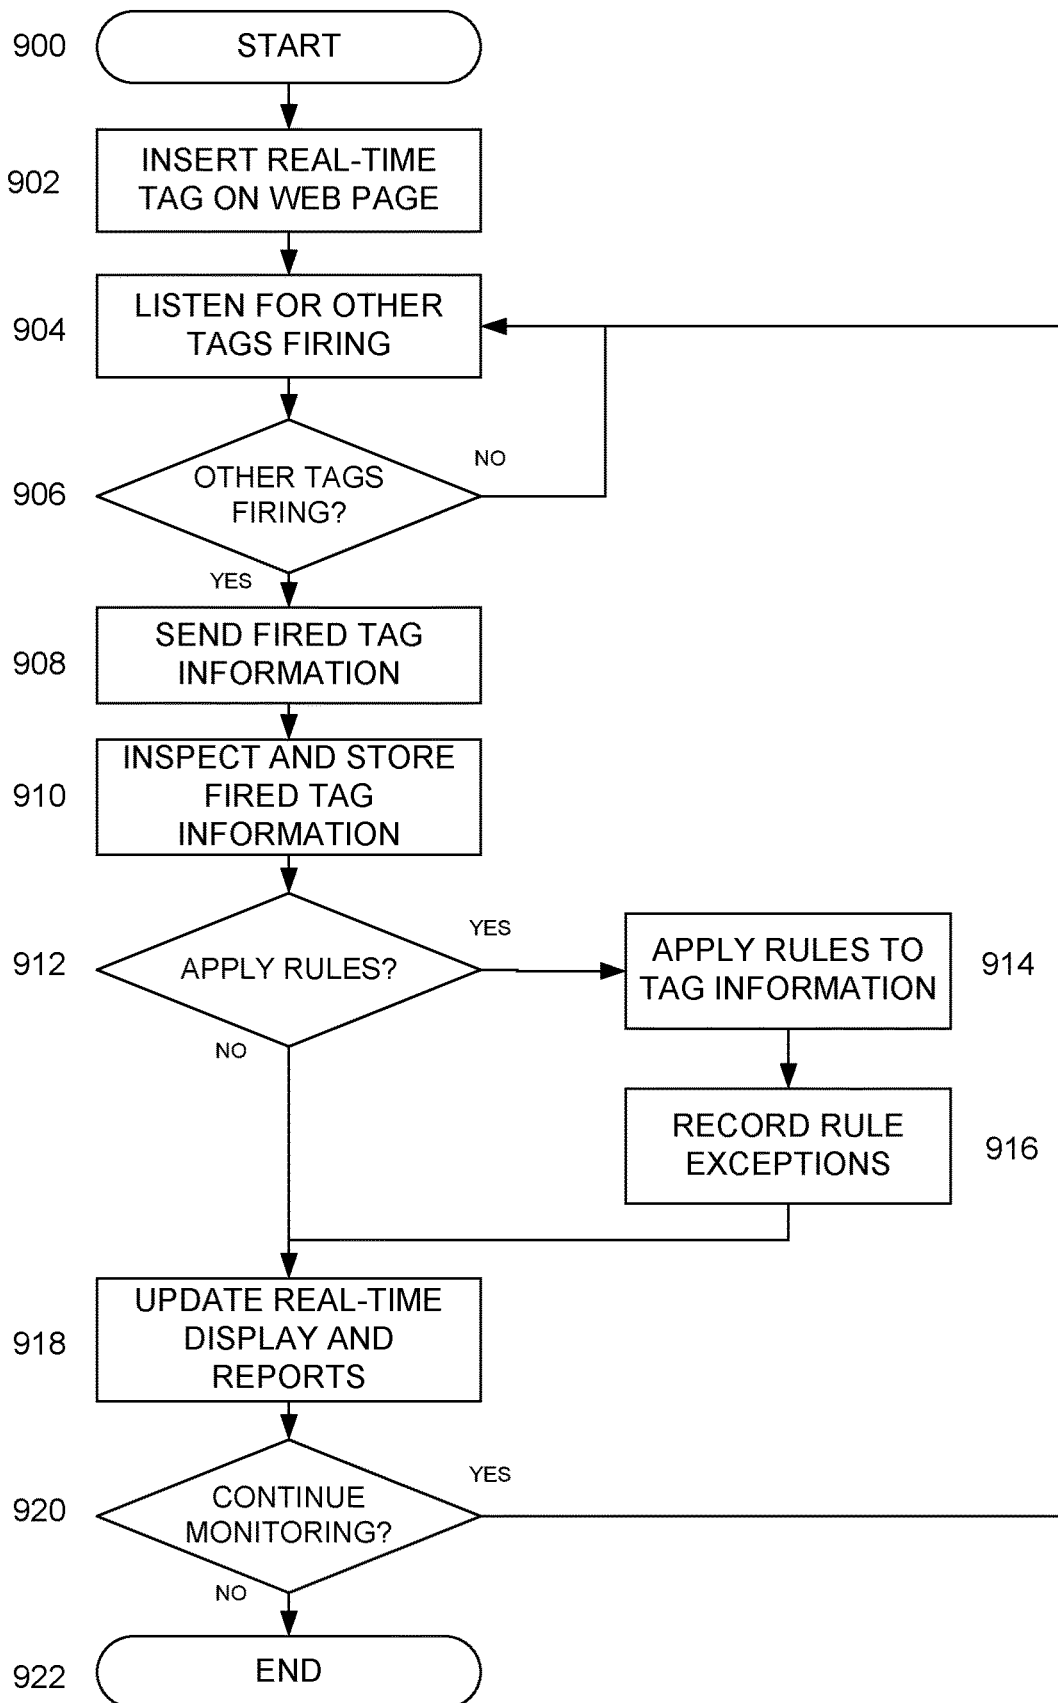 900
START
902
INSERT REAL-TIME
TAG ON WEB PAGE
904
LISTEN FOR OTHER
TAGS FIRING
906
OTHER TAGS
FIRING?
NO
YES
908
SEND FIRED TAG
INFORMATION
910
INSPECT AND STORE
FIRED TAG
INFORMATION
912
APPLY RULES?
YES
NO
APPLY RULES TO
TAG INFORMATION
914
RECORD RULE
EXCEPTIONS
916
918
UPDATE REAL-TIME
DISPLAY AND
REPORTS
920
CONTINUE
MONITORING?
YES
NO
922
END